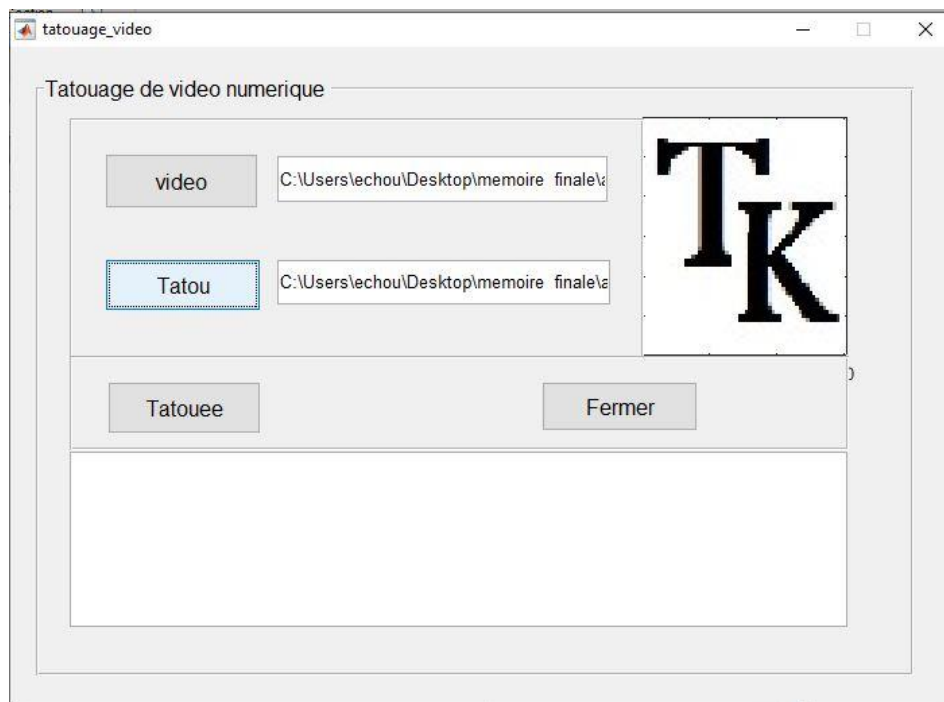 tatouage_video
Tatouage de video numerique
video
C:\Users\echou\Desktop\memoire finale\a
Tatou
C:\Users\echou\Desktop\memoire finale\a
TK
Tatouee
Fermer